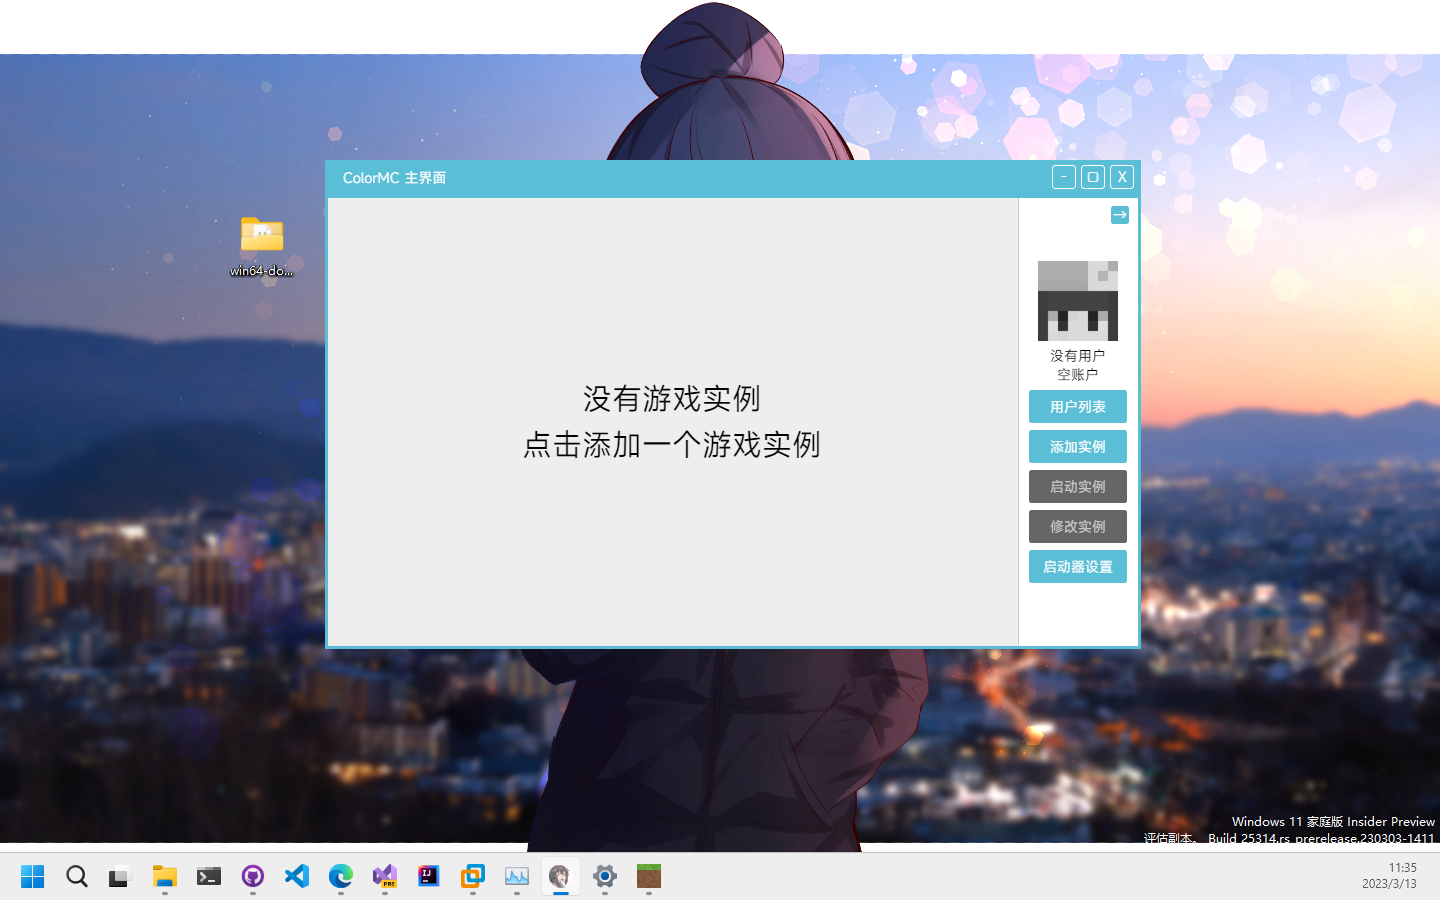 ColorMC 主界面
- X
win64-do...
没有游戏实例
点击添加一个游戏实例
→
没有用户
空账户
用户列表
添加实例
启动实例
修改实例
启动器设置
Windows 11 家庭版 Insider Preview
评估副本。 Build 25314.rs_prerelease.230303-1411
IJ
PRE
11:35
2023/3/13